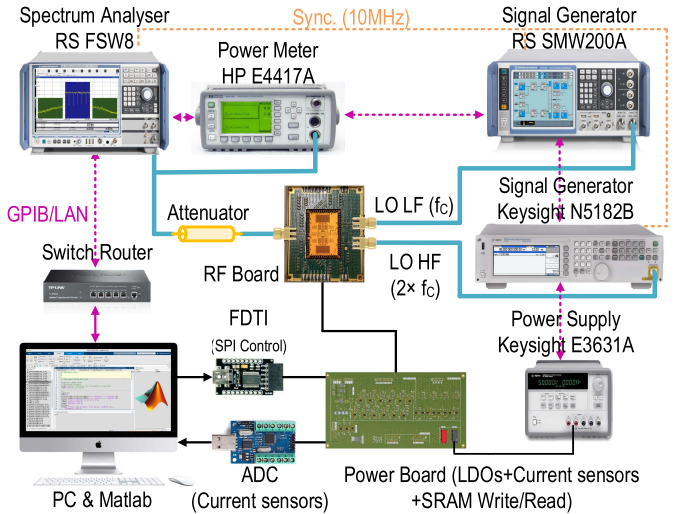 Spectrum Analyser
RS FSW8
Sync. (10MHz)
Signal Generator
RS SMW200A
Power Meter
HP E4417A
GPIB/LAN
Attenuator
LO LF (fC)
Signal Generator
Keysight N5182B
Switch Router
RF Board
LO HF
(2× fC)
TP-LINK
FDTI
(SPI Control)
Power Supply
Keysight E3631A
PC & Matlab
ADC
(Current sensors)
Power Board (LDOs+Current sensors
+SRAM Write/Read)